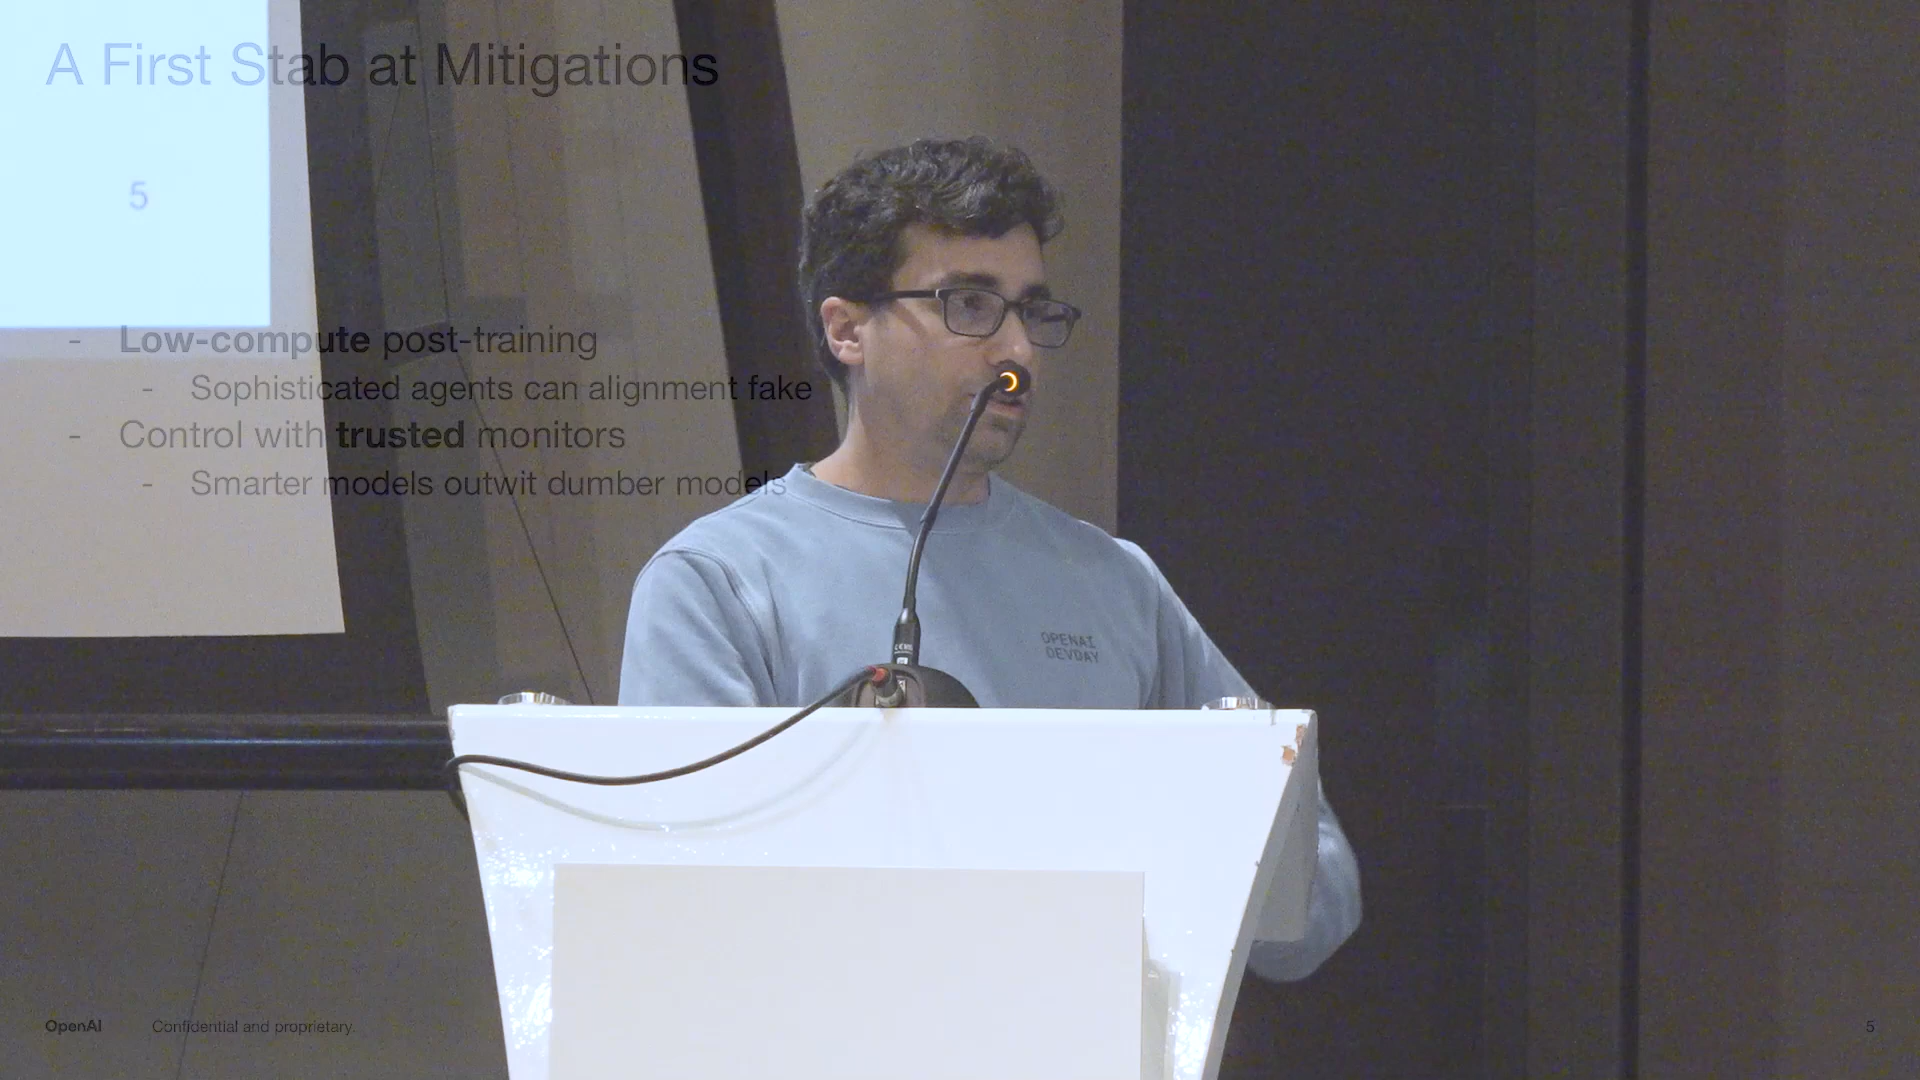 A First Stab at Mitigations
5
- Low-compute post-training
- Sophisticated agents can alignment fake
- Control with trusted monitors
- Smarter models outwit dumber models
OPENAI
DEVDAY
OpenAI Confidential and proprietary. 5